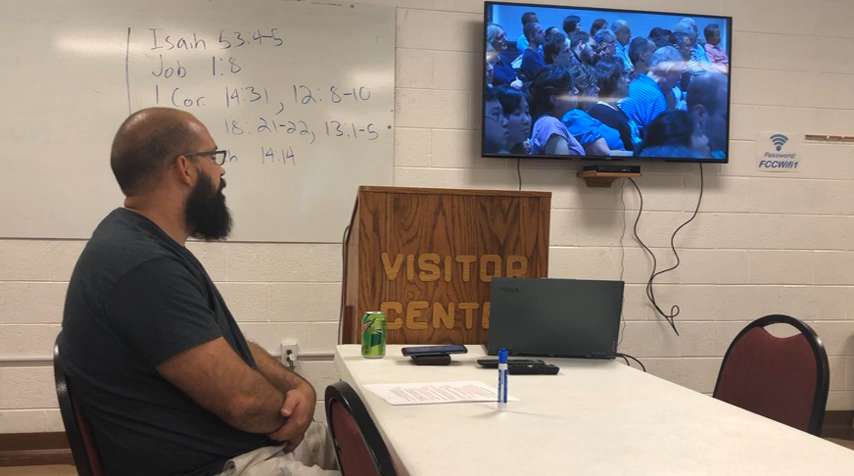 Isaih 53:4-5
Job 1:8
1 Cor. 14:31, 12:8-10
18:21-22, 13:1-5
14:14
Password:
FCCWifi1
VISITOR
CENT